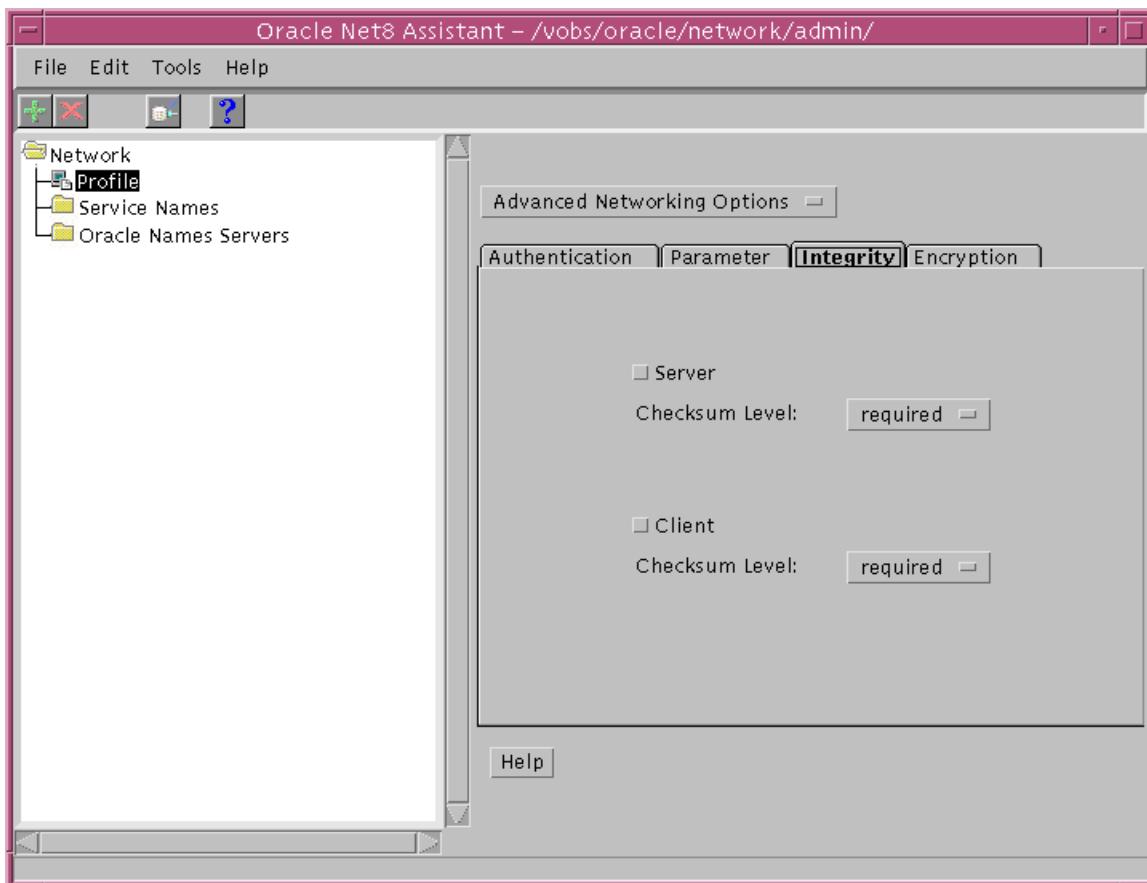 Oracle Net8 Assistant – /vobs/oracle/network/admin/
File Edit Tools Help
Network
Profile
Service Names
Oracle Names Servers
Advanced Networking Options
Authentication Parameter Integrity Encryption
Server
Checksum Level: required
Client
Checksum Level: required
Help